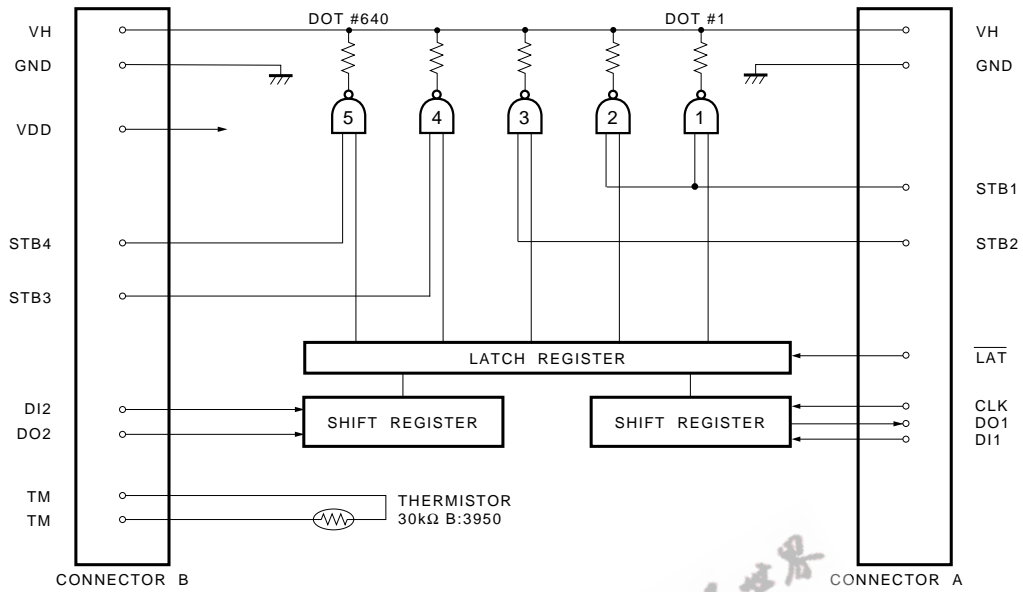 DOT #640
DOT #1
VH
GND
VDD
STB4
STB3
DI2
DO2
TM
TM
CONNECTOR B
5
4
3
2
1
LATCH REGISTER
SHIFT REGISTER
SHIFT REGISTER
THERMISTOR
30kΩ B:3950
VH
GND
STB1
STB2
LAT
CLK
DO1
DI1
CONNECTOR A